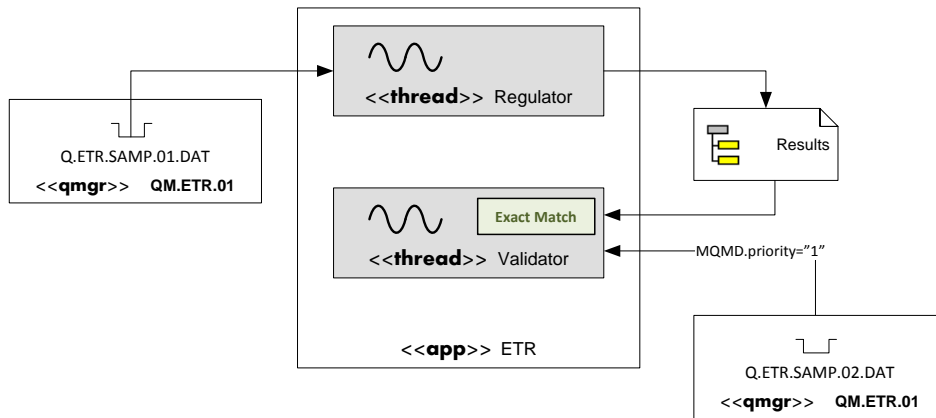 <<thread>> Regulator
Q.ETR.SAMP.01.DAT
<<qmgr>> QM.ETR.01
Results
Exact Match
<<thread>> Validator
MQMD.priority=”1”
<<app>> ETR
Q.ETR.SAMP.02.DAT
<<qmgr>> QM.ETR.01